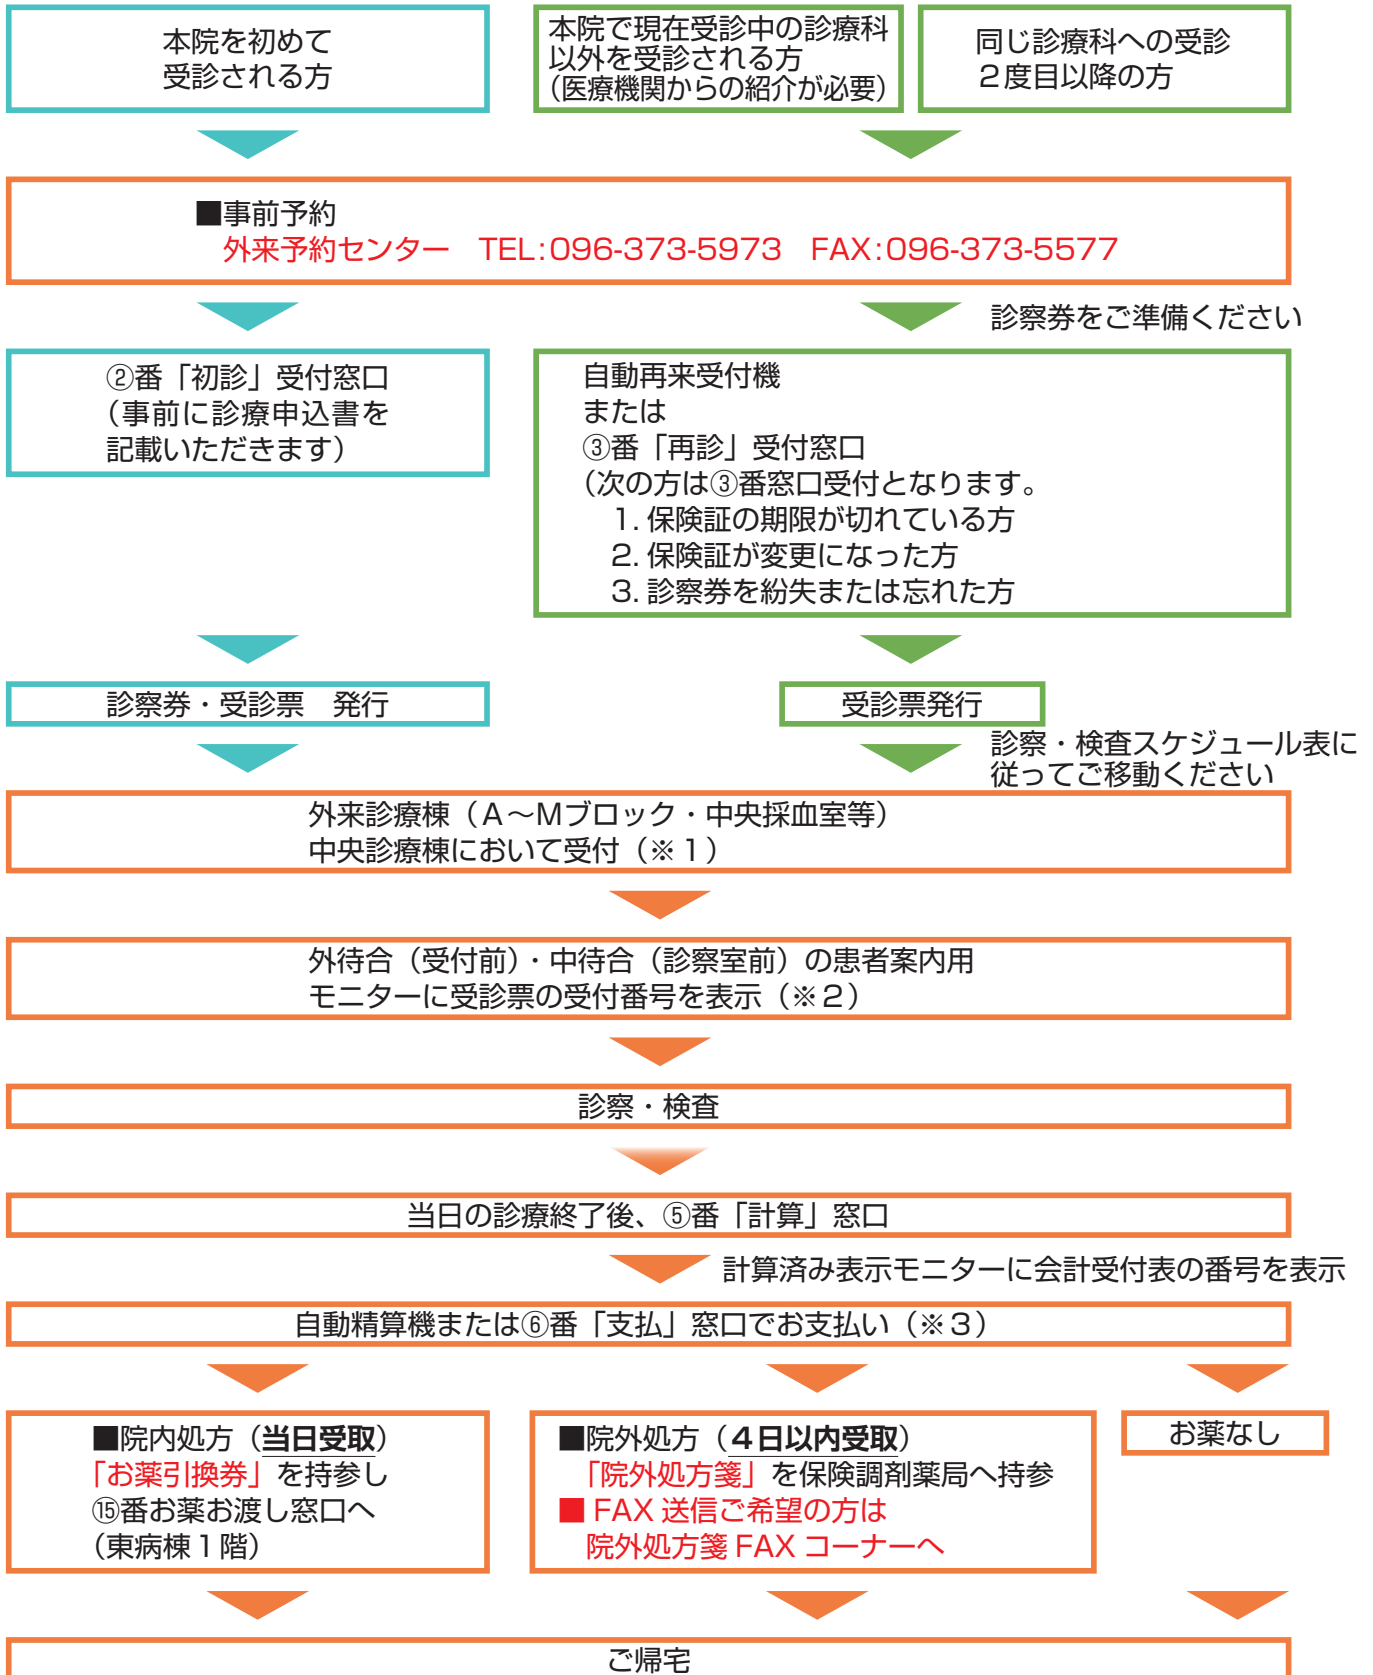 本院を初めて
受診される方
本院で現在受診中の診療科
以外を受診される方
（医療機関からの紹介が必要）
同じ診療科への受診
２度目以降の方
■事前予約
外来予約センター　TEL：096-373-5973　FAX：096-373-5577
診察券をご準備ください
②番「初診」受付窓口
（事前に診療申込書を
記載いただきます）
自動再来受付機
または
③番「再診」受付窓口
（次の方は③番窓口受付となります。
1. 保険証の期限が切れている方
2. 保険証が変更になった方
3. 診察券を紛失または忘れた方
診察券・受診票　発行
受診票発行
診察・検査スケジュール表に
従ってご移動ください
外来診療棟（A～Mブロック・中央採血室等）
中央診療棟において受付（※１）
外待合（受付前）・中待合（診察室前）の患者案内用
モニターに受診票の受付番号を表示（※２）
診察・検査
当日の診療終了後、⑤番「計算」窓口
計算済み表示モニターに会計受付表の番号を表示
自動精算機または⑥番「支払」窓口でお支払い（※３）
■院内処方（当日受取）
「お薬引換券」を持参し
⑮番お薬お渡し窓口へ
（東病棟１階）
■院外処方（４日以内受取）
「院外処方箋」を保険調剤薬局へ持参
■ FAX 送信ご希望の方は
院外処方箋 FAX コーナーへ
お薬なし
ご帰宅